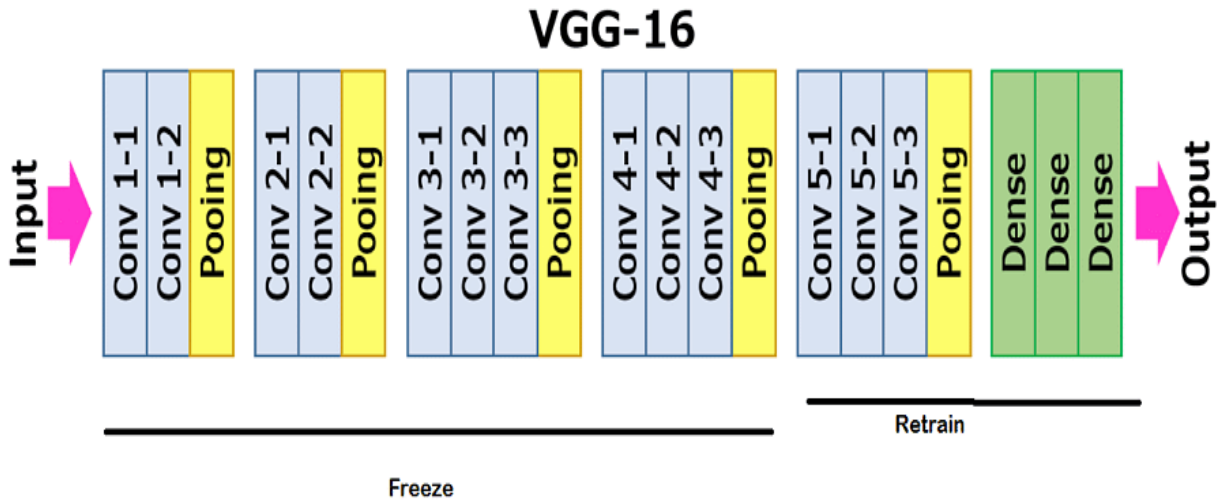 VGG-16
Input
Conv 1-1
Conv 1-2
Pooing
Conv 2-1
Conv 2-2
Pooing
Conv 3-1
Conv 3-2
Conv 3-3
Pooing
Conv 4-1
Conv 4-2
Conv 4-3
Pooing
Conv 5-1
Conv 5-2
Conv 5-3
Pooing
Dense
Dense
Dense
Output
Retrain
Freeze